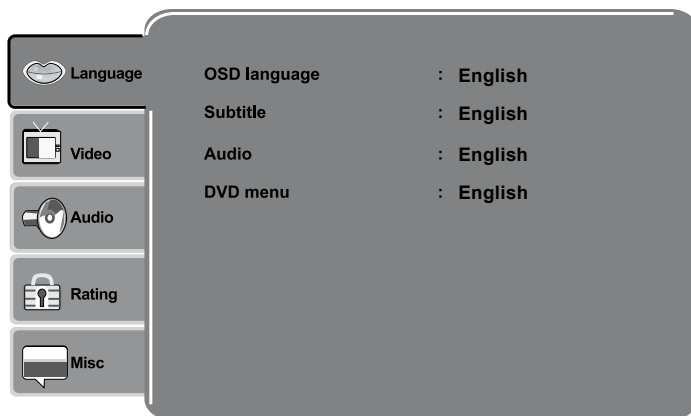 Language
Video
Audio
Rating
Misc
OSD language : English
Subtitle : English
Audio : English
DVD menu : English